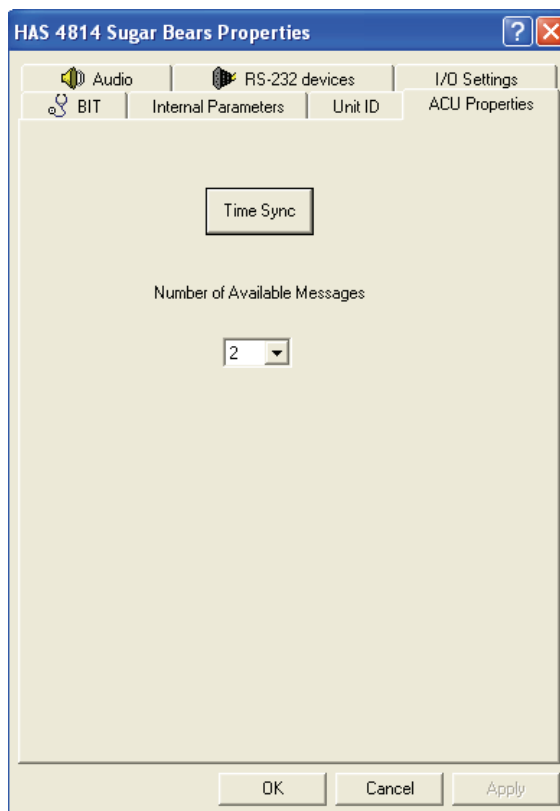 HAS 4814 Sugar Bears Properties
Audio
RS-232 devices
I/O Settings
BIT
Internal Parameters
Unit ID
ACU Properties
Time Sync
Number of Available Messages
2
OK
Cancel
Apply